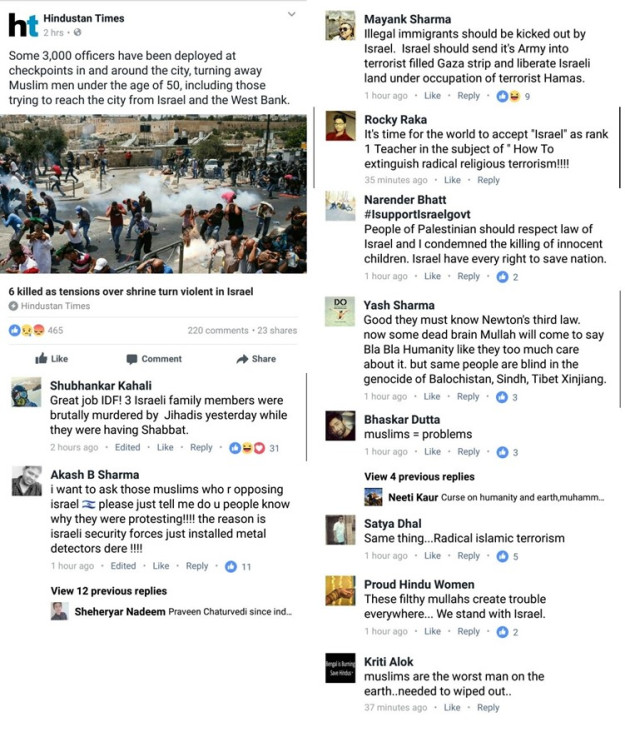 ht Hindustan Times
2 hrs
Some 3,000 officers have been deployed at
checkpoints in and around the city, turning away
Muslim men under the age of 50, including those
trying to reach the city from Israel and the West Bank.
6 killed as tensions over shrine turn violent in Israel
Hindustan Times
465 220 comments • 23 shares
Like Comment Share
Shubhankar Kahali
Great job IDF! 3 Israeli family members were
brutally murdered by Jihadis yesterday while
they were having Shabbat.
2 hours ago • Edited • Like • Reply • 31
Akash B Sharma
i want to ask those muslims who r opposing
israel 🇮🇱 please just tell me do u people know
why they were protesting!!!! the reason is
israeli security forces just installed metal
detectors dere !!!!
1 hour ago • Edited • Like • Reply • 11
View 12 previous replies
Sheheryar Nadeem Praveen Chaturvedi since ind...
Mayank Sharma
Illegal immigrants should be kicked out by
Israel. Israel should send it's Army into
terrorist filled Gaza strip and liberate Israeli
land under occupation of terrorist Hamas.
1 hour ago • Like • Reply • 9
Rocky Raka
It's time for the world to accept "Israel" as rank
1 Teacher in the subject of " How To
extinguish radical religious terrorism!!!!
35 minutes ago • Like • Reply
Narender Bhatt
#Isupportisraelgovt
People of Palestinian should respect law of
Israel and I condemned the killing of innocent
children. Israel have every right to save nation.
1 hour ago • Like • Reply • 2
DO
Yash Sharma
Good they must know Newton's third law.
now some dead brain Mullah will come to say
Bla Bla Humanity like they too much care
about it. but same people are blind in the
genocide of Balochistan, Sindh, Tibet Xinjiang.
1 hour ago • Like • Reply • 3
Bhaskar Dutta
muslims = problems
1 hour ago • Like • Reply • 3
View 4 previous replies
Neeti Kaur Curse on humanity and earth,muhamm...
Satya Dhal
Same thing...Radical islamic terrorism
1 hour ago • Like • Reply • 5
Proud Hindu Women
These filthy mullahs create trouble
everywhere... We stand with Israel.
1 hour ago • Like • Reply • 2
Bengal is Burning
Save Hindus
Kriti Alok
muslims are the worst man on the
earth..needed to wiped out..
37 minutes ago • Like • Reply